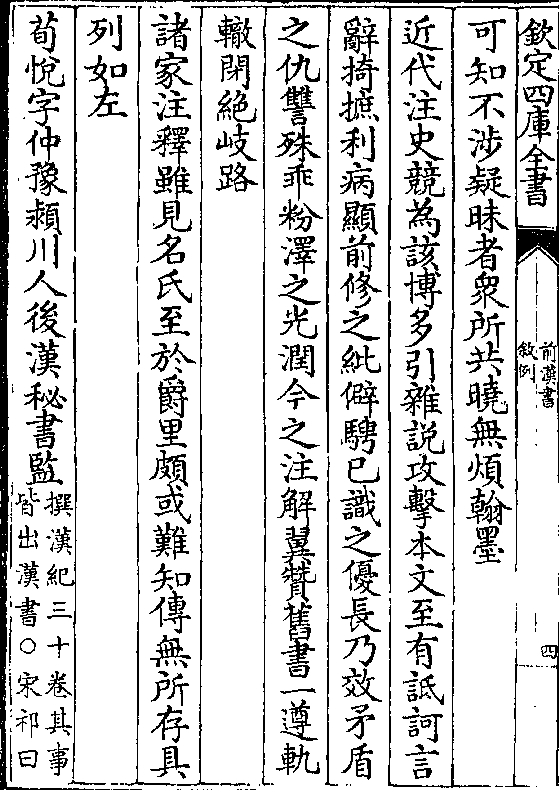 欽定四庫全書
前漢書
敘例
四
可知不涉疑昧者衆所共曉無煩翰墨
近代注史競為該博多引雜説攻擊本文至有詆訶言
辭掎摭利病顯前修之紕僻騁已識之優長乃效矛盾
之仇讐殊乖粉澤之光潤今之注解翼贊舊書一遵軌
轍閉絶岐路
諸家注釋雖見名氏至於爵里頗或難知傳無所存具
列如左
荀悅字仲豫潁川人後漢秘書監
撰漢紀三十卷其事
皆出漢書○宋祁曰